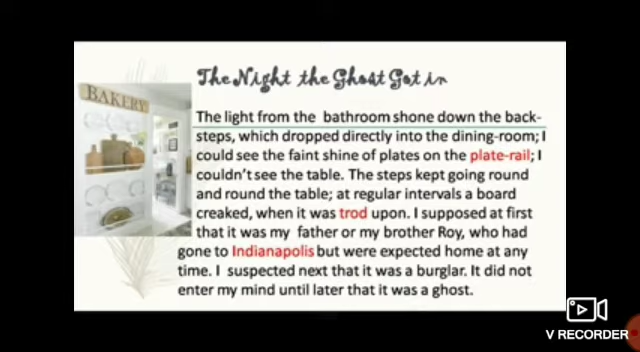 The Night the Ghost Got in
BAKERY
The light from the bathroom shone down the back-
steps, which dropped directly into the dining-room; I
could see the faint shine of plates on the plate-rail; I
couldn't see the table. The steps kept going round
and round the table; at regular intervals a board
creaked, when it was trod upon. I supposed at first
that it was my father or my brother Roy, who had
gone to Indianapolis but were expected home at any
time. I suspected next that it was a burglar. It did not
enter my mind until later that it was a ghost.
V RECORDER